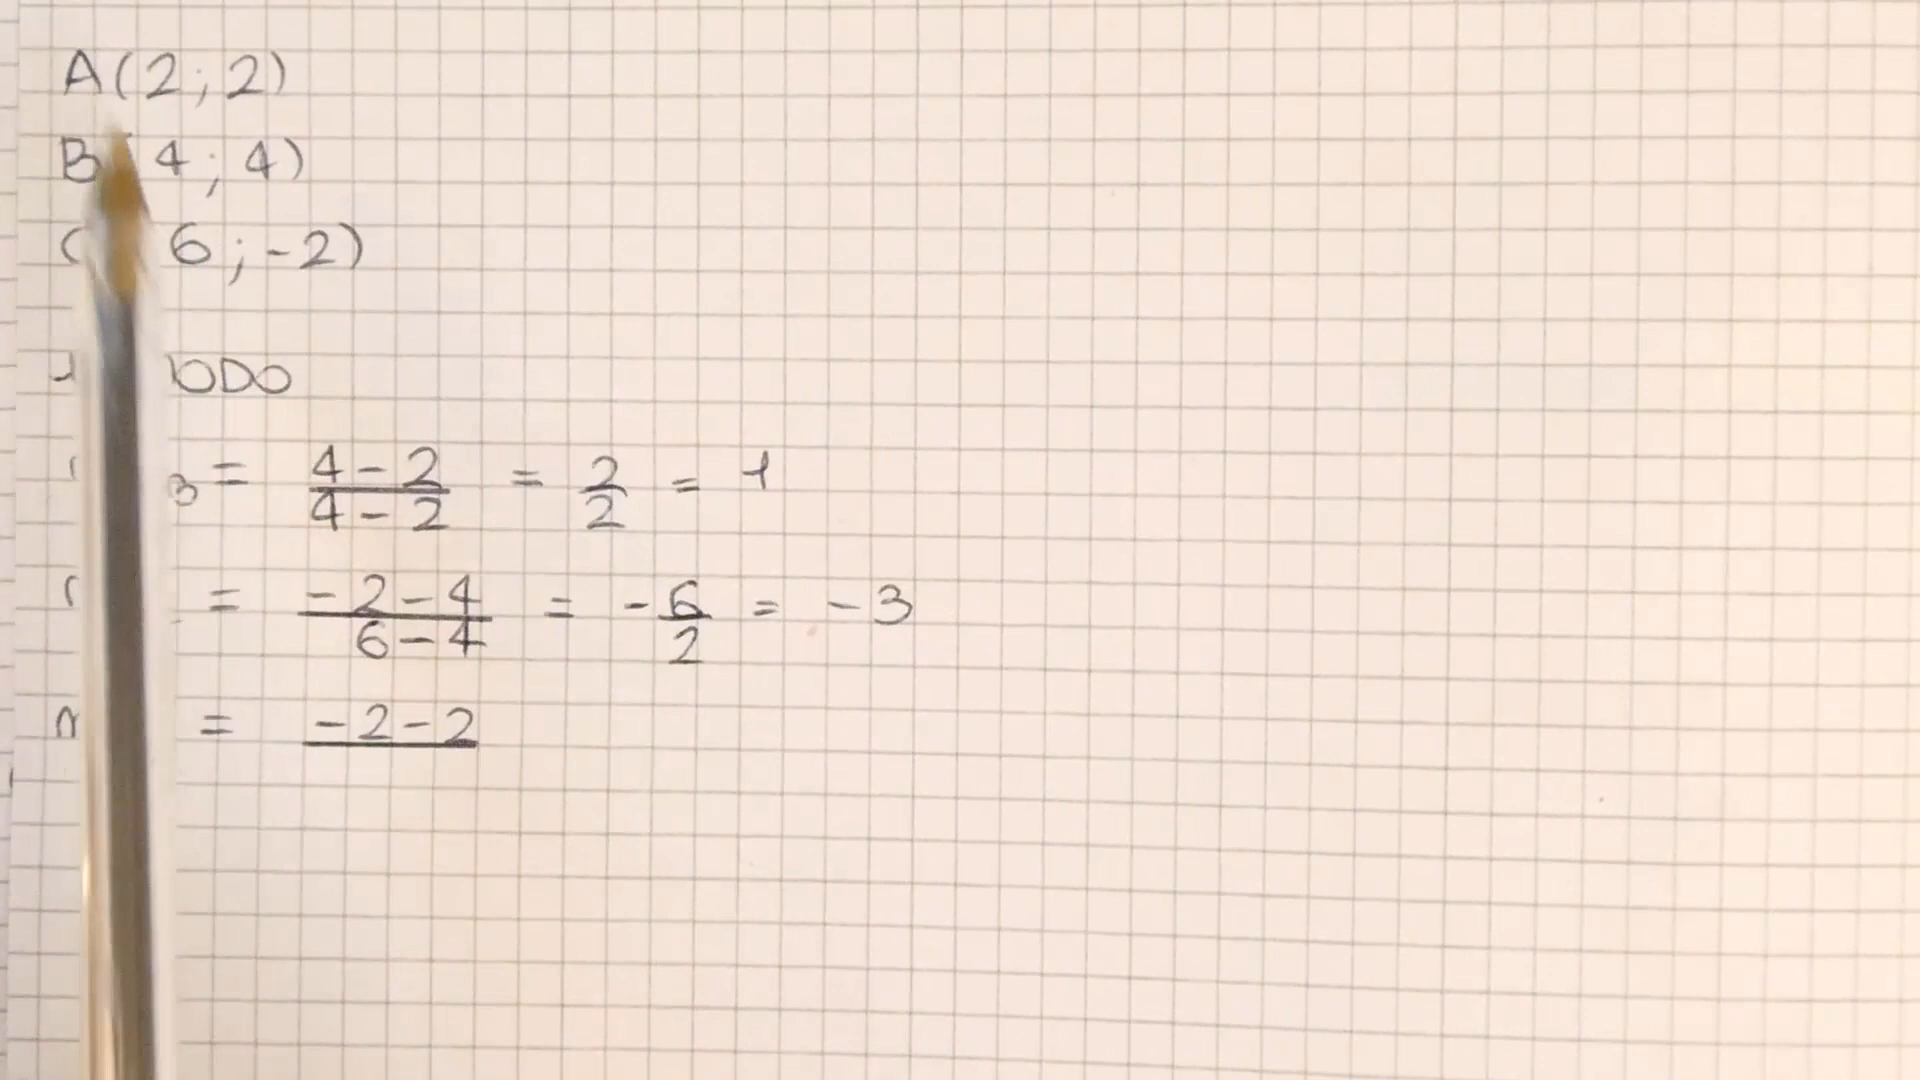 A(2;2)
B(4;4)
C(6;-2)
ODO
B = 4-2/4-2 = 2/2 = 1
= -2-4/6-4 = -6/2 = -3
= -2-2